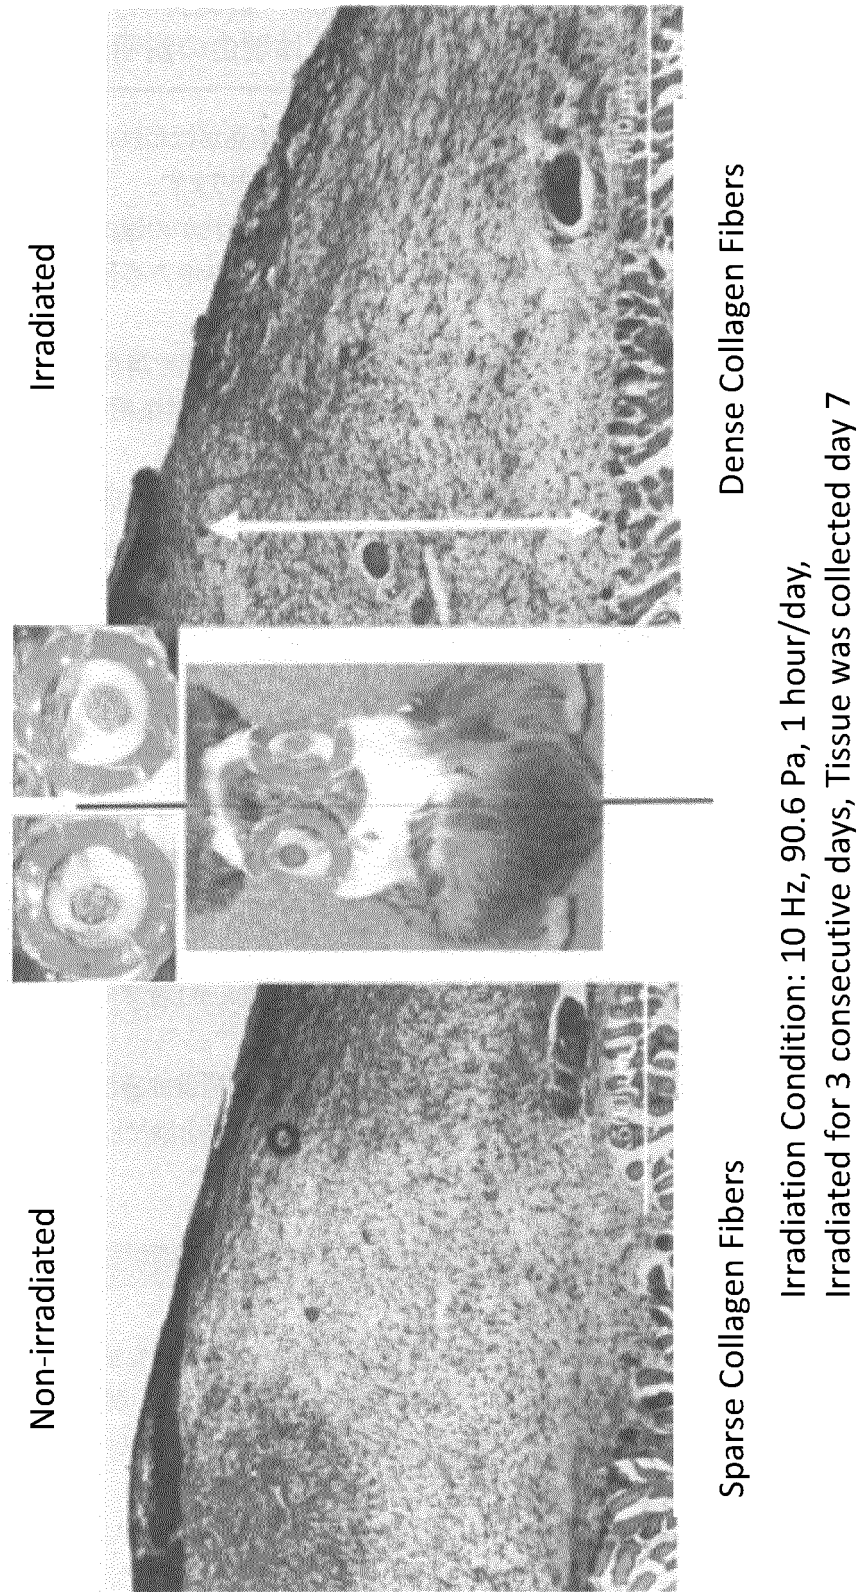 Non-irradiated
Irradiated
Sparse Collagen Fibers
Dense Collagen Fibers
Irradiation Condition: 10 Hz, 90.6 Pa, 1 hour/day,
Irradiated for 3 consecutive days, Tissue was collected day 7